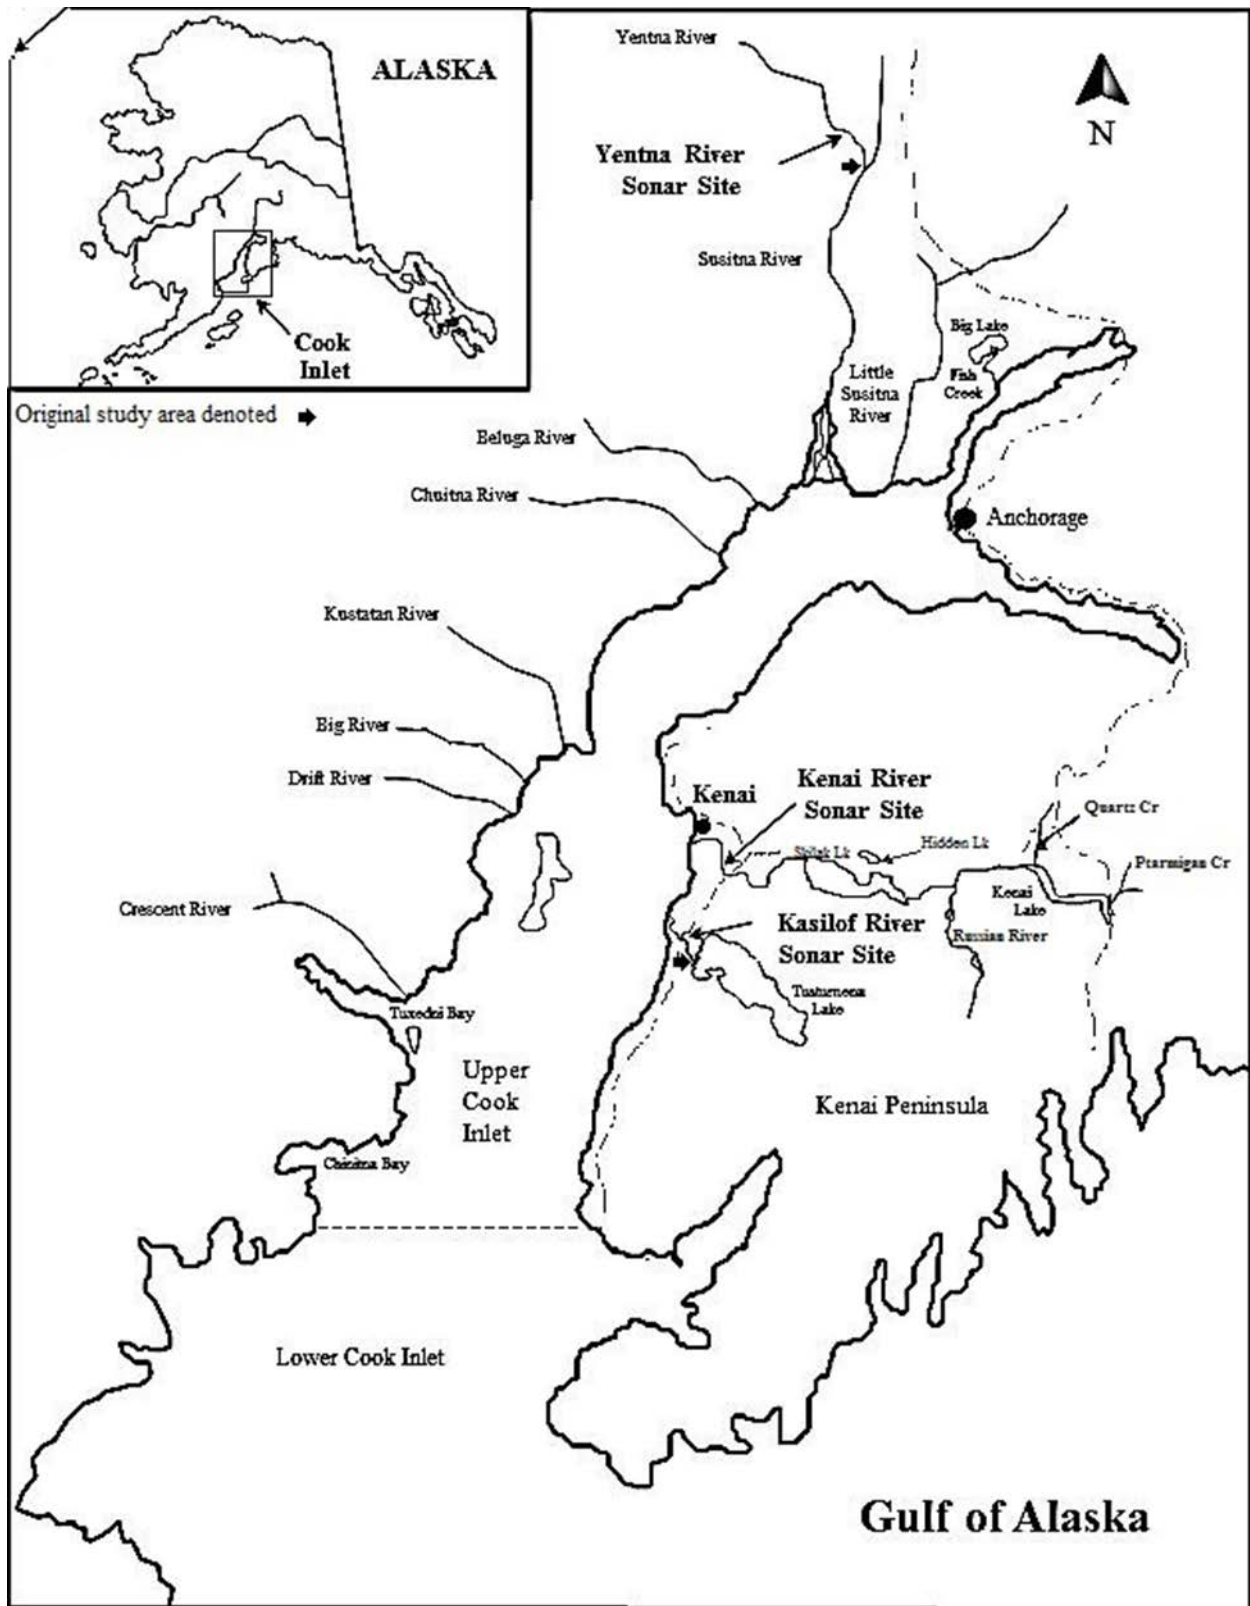 ALASKA
Cook
Inlet
Original study area denoted
Yentna River
N
Yentna River
Sonar Site
Susitna River
Big Lake
Fish
Creek
Little
Susitna
River
Beluga River
Chuitna River
Anchorage
Kustatan River
Big River
Drift River
Kenai
Kenai River
Sonar Site
Quartz Cr
Skilak Lk
Hidden Lk
Ptarmigan Cr
Kenai
Lake
Crescent River
Kasilof River
Sonar Site
Russian River
Tustumena
Lake
Tuxedni Bay
Upper
Cook
Inlet
Kenai Peninsula
Chinitna Bay
Lower Cook Inlet
Gulf of Alaska